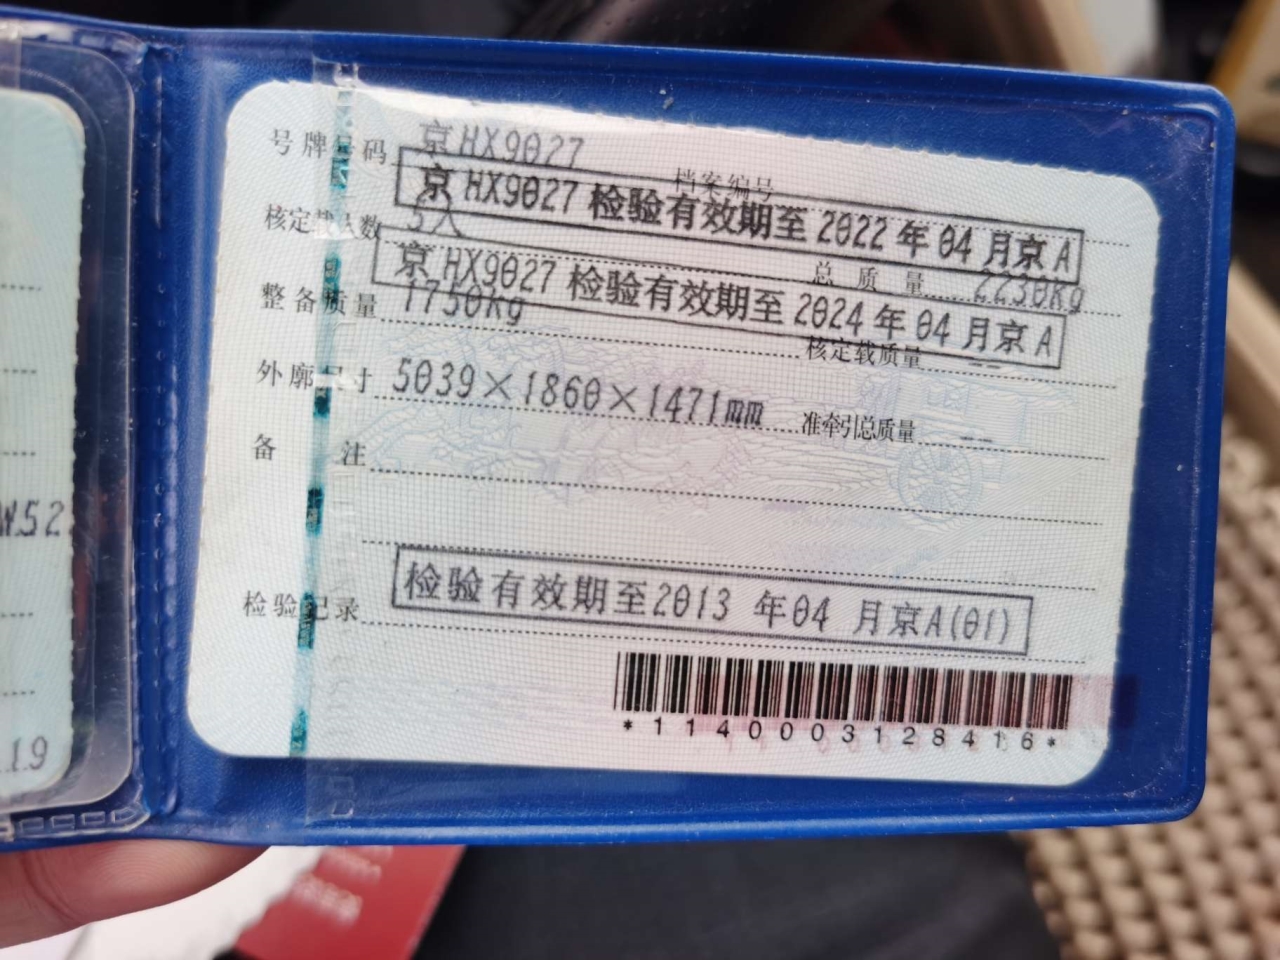 号牌号码 京HX9027
档案编号
京HX9027检验有效期至2022年04月京A
核定载人数 5人
总质量 2230kg
京HX9027检验有效期至2024年04月京A
整备质量 1750kg
核定载质量 --
外廓尺寸 5039×1860×1471mm
准牵引总质量 --
备注
检验记录 检验有效期至2013 年04 月京A(01)
*1140003128416*
W52
19